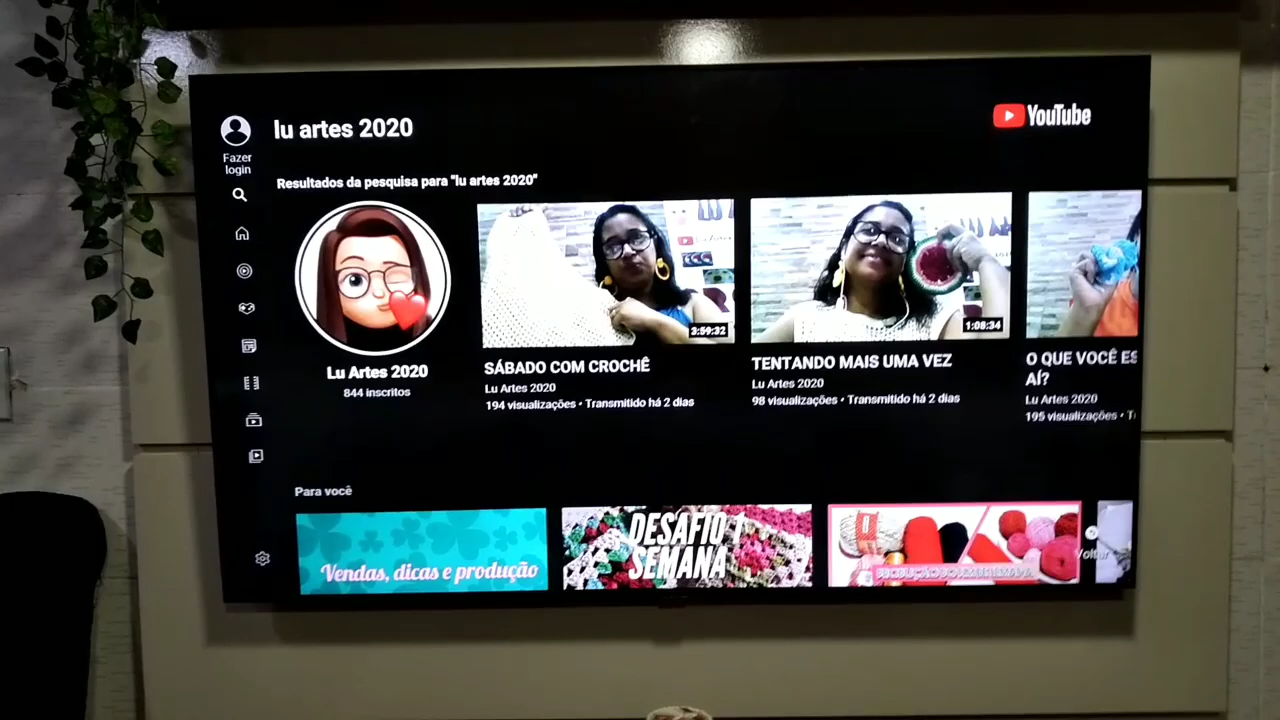 lu artes 2020
YouTube
Fazer
login
Resultados da pesquisa para "lu artes 2020"
Lu Artes 2020
844 inscritos
3:59:32
SÁBADO COM CROCHÊ
Lu Artes 2020
194 visualizações • Transmitido há 2 dias
1:08:34
TENTANDO MAIS UMA VEZ
Lu Artes 2020
98 visualizações • Transmitido há 2 dias
O QUE VOCÊ ES
AÍ?
Lu Artes 2020
195 visualizações • T
Para você
Vendas, dicas e produção
DESAFIO 1
SEMANA
Voltar